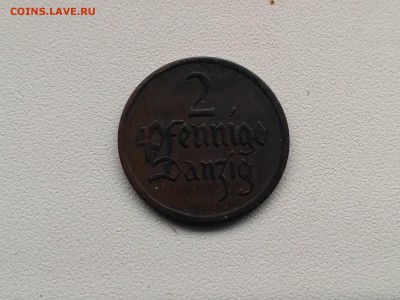 COINS.LAVE.RU
2
Pfennige
Danzig